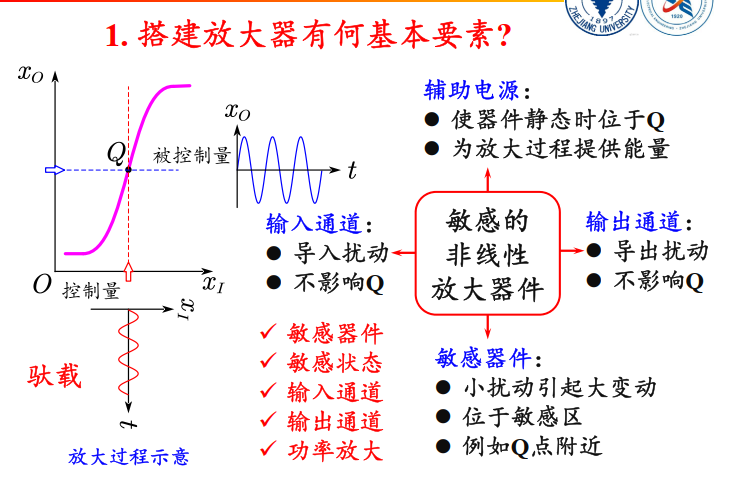 1. 搭建放大器有何基本要素?
1897
ZHEJIANG UNIVERSITY
1920
x_O
Q
被控制量
O
控制量
x_I
x_O
t
x_I
t
驮载
放大过程示意
辅助电源：
● 使器件静态时位于Q
● 为放大过程提供能量
输入通道：
● 导入扰动
● 不影响Q
敏感的
非线性
放大器件
输出通道：
● 导出扰动
● 不影响Q
✓ 敏感器件
✓ 敏感状态
✓ 输入通道
✓ 输出通道
✓ 功率放大
敏感器件：
● 小扰动引起大变动
● 位于敏感区
● 例如Q点附近